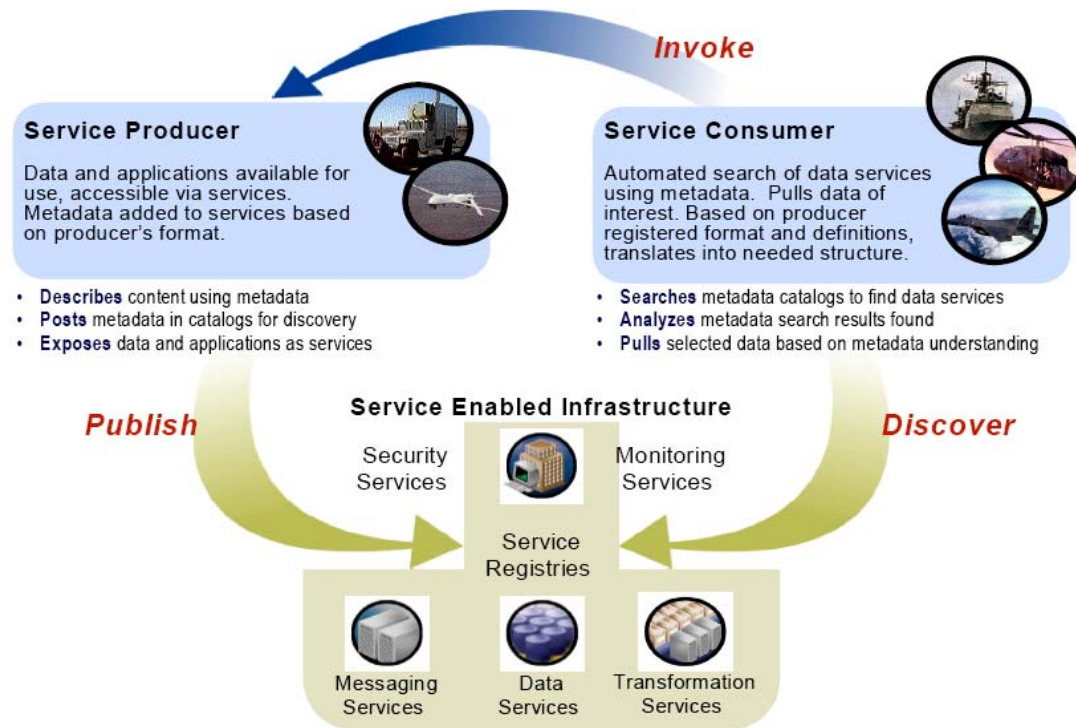 Invoke
Service Producer
Data and applications available for
use, accessible via services.
Metadata added to services based
on producer's format.
• Describes content using metadata
• Posts metadata in catalogs for discovery
• Exposes data and applications as services
Service Consumer
Automated search of data services
using metadata.  Pulls data of
interest. Based on producer
registered format and definitions,
translates into needed structure.
• Searches metadata catalogs to find data services
• Analyzes metadata search results found
• Pulls selected data based on metadata understanding
Publish
Discover
Service Enabled Infrastructure
Security
Services
Monitoring
Services
Service
Registries
Messaging
Services
Data
Services
Transformation
Services